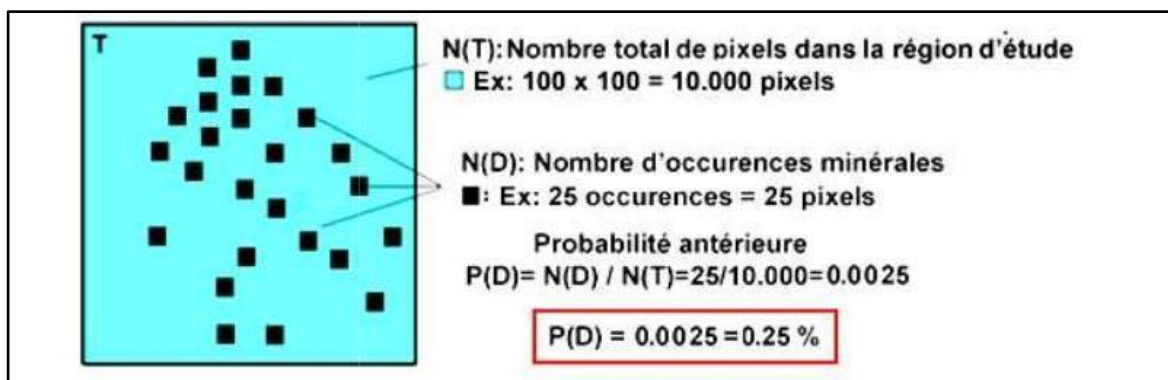 T
N(T): Nombre total de pixels dans la région d'étude
Ex: 100 x 100 = 10.000 pixels
N(D): Nombre d'occurences minérales
: Ex: 25 occurences = 25 pixels
Probabilité antérieure
P(D)= N(D) / N(T)=25/10.000=0.0025
P(D) = 0.0025 =0.25 %